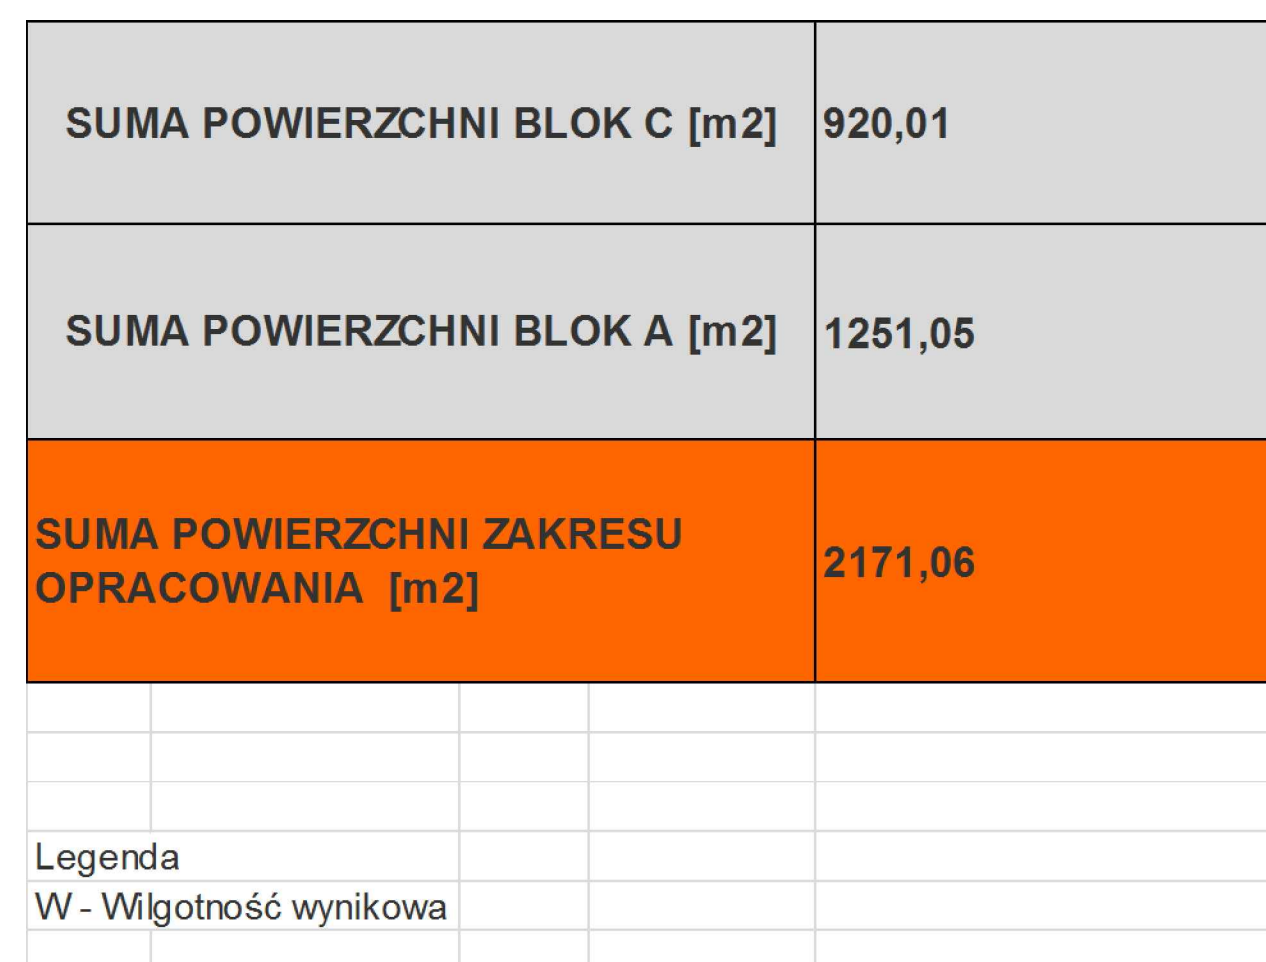 SUMA POWIERZCHNI BLOK C [m2] 920,01
SUMA POWIERZCHNI BLOK A [m2] 1251,05
SUMA POWIERZCHNI ZAKRESU
OPRACOWANIA [m2]
2171,06
Legenda
W - Wilgotność wynikowa